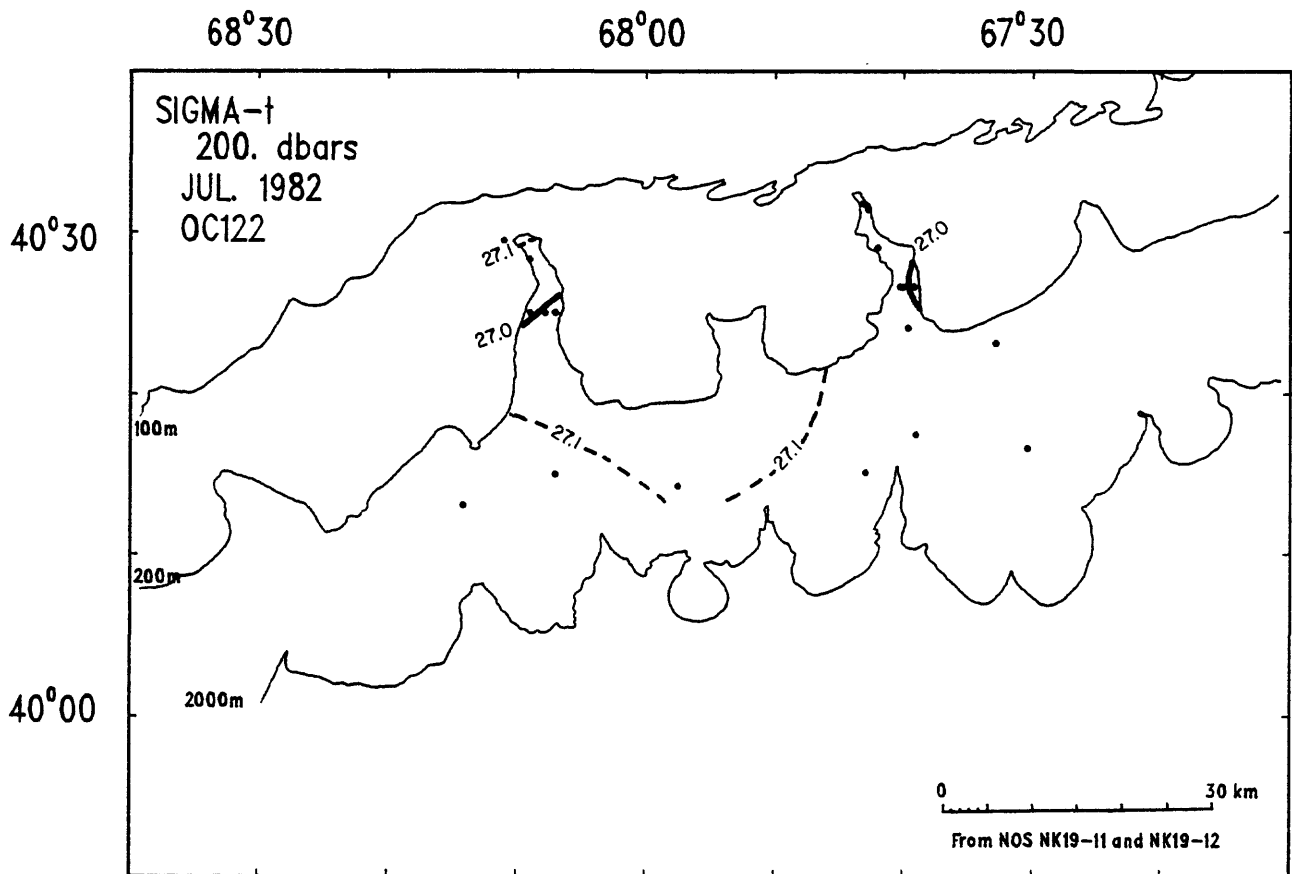 68°30
68°00
67°30
SIGMA-t
200. dbars
JUL. 1982
OC122
40°30
27.1
27.0
27.0
27.1
27.1
100m
200m
2000m
40°00
0 30 km
From NOS NK19-11 and NK19-12